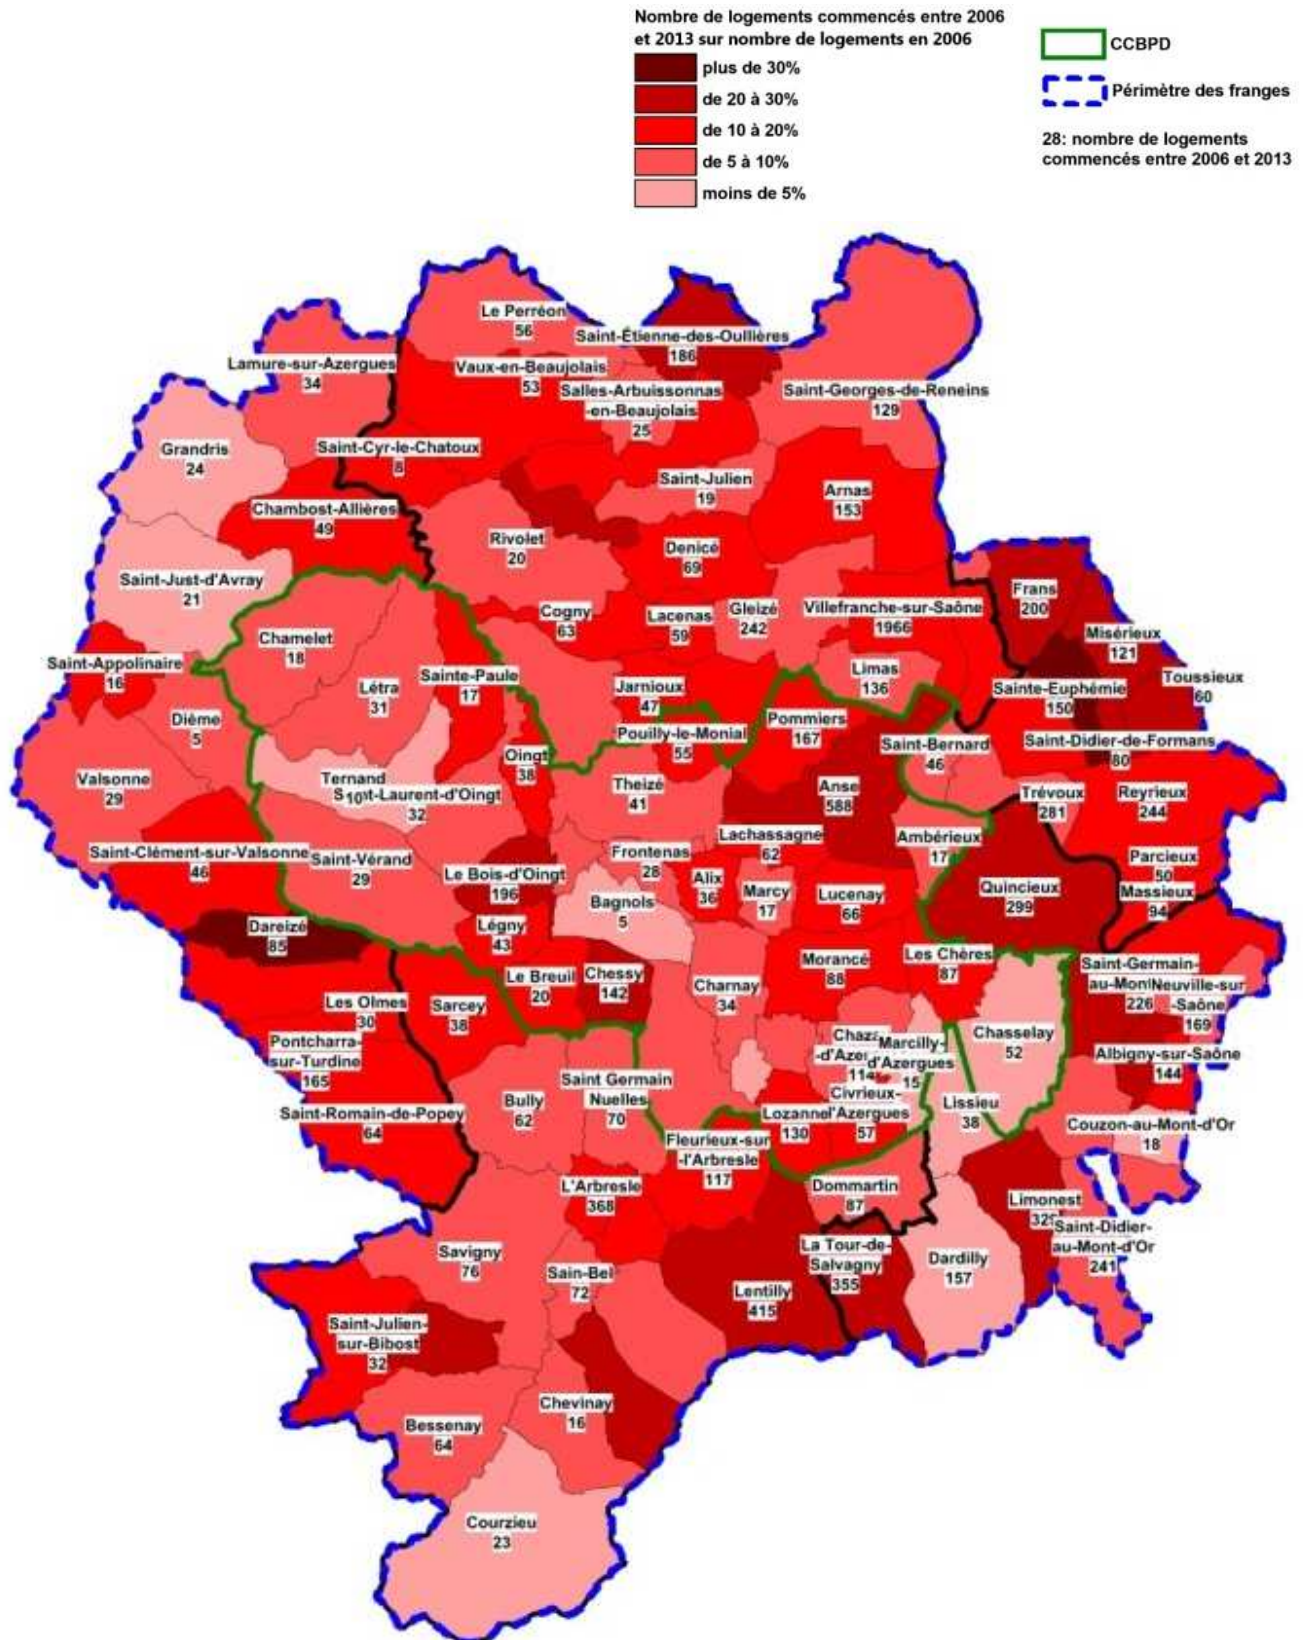 Nombre de logements commencés entre 2006
et 2013 sur nombre de logements en 2006
plus de 30%
de 20 à 30%
de 10 à 20%
de 5 à 10%
moins de 5%
CCBPD
Périmètre des franges
28: nombre de logements
commencés entre 2006 et 2013
Le Perréon
56
Saint-Étienne-des-Oullières
186
Lamure-sur-Azergues
34
Vaux-en-Beaujolais
53
Salles-Arbuissonnas
-en-Beaujolais
25
Saint-Georges-de-Reneins
129
Grandris
24
Saint-Cyr-le-Chatoux
8
Saint-Julien
19
Arnas
153
Chambost-Allières
49
Rivolet
20
Denicé
69
Saint-Just-d'Avray
21
Frans
200
Cogny
63
Lacenas
59
Gleizé
242
Villefranche-sur-Saône
1966
Chamelet
18
Misérieux
121
Saint-Appolinaire
16
Létra
31
Sainte-Paule
17
Jarnioux
47
Limas
136
Sainte-Euphémie
150
Toussieux
60
Dième
5
Pouilly-le-Monial
55
Pommiers
167
Saint-Bernard
46
Saint-Didier-de-Formans
80
Oingt
38
Valsonne
29
Ternand
10
Saint-Laurent-d'Oingt
32
Theizé
41
Anse
588
Trévoux
281
Reyrieux
244
Lachassagne
62
Ambérieux
17
Saint-Clément-sur-Valsonne
46
Saint-Vérand
29
Le Bois-d'Oingt
196
Frontenas
28
Alix
36
Marcy
17
Lucenay
66
Quincieux
299
Parcieux
50
Massieux
94
Bagnols
5
Dareizé
85
Légny
43
Le Breuil
20
Chessy
142
Charnay
34
Morancé
88
Les Chères
87
Saint-Germain-
au-Mont
226
Neuville-sur
-Saône
169
Les Olmes
30
Sarcey
38
Pontcharra-
sur-Turdine
165
Chasselay
52
Chaza
-d'Azer
114
Marcilly-
d'Azergues
15
Albigny-sur-Saône
144
Saint-Romain-de-Popey
64
Bully
62
Saint Germain
Nuelles
70
Lozanne
130
Civrieux-
d'Azergues
57
Lissieu
38
Couzon-au-Mont-d'Or
18
Fleurieux-sur
-l'Arbresle
117
L'Arbresle
368
Dommartin
87
Limonest
329
Saint-Didier-
au-Mont-d'Or
241
Savigny
76
Sain-Bel
72
Lentilly
415
La Tour-de-
Salvagny
355
Dardilly
157
Saint-Julien-
sur-Bibost
32
Chevinay
16
Bessenay
64
Courzieu
23